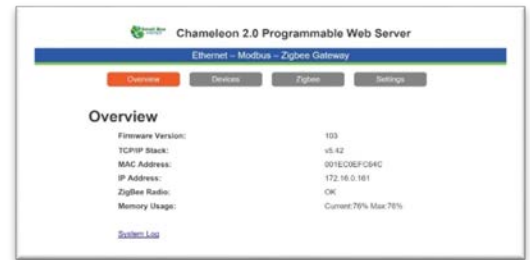 Chameleon 2.0 Programmable Web Server
Ethernet – Modbus – Zigbee Gateway
Overview Devices Zigbee Settings
Overview
Firmware Version: 103
TCP/IP Stack: v5.42
MAC Address: 001EC0EFC64C
IP Address: 172.16.0.161
ZigBee Radio: OK
Memory Usage: Current:76% Max:76%
System Log